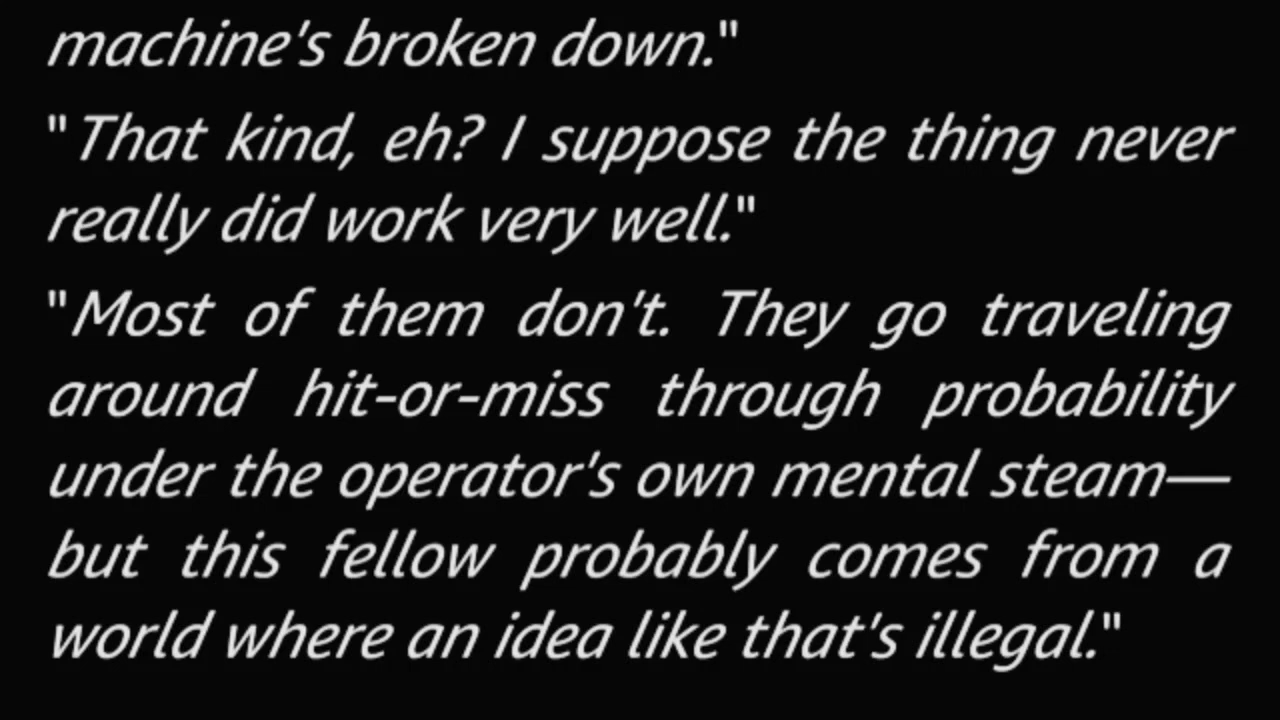 machine's broken down."
"That kind, eh? I suppose the thing never
really did work very well."
"Most of them don't. They go traveling
around hit-or-miss through probability
under the operator's own mental steam—
but this fellow probably comes from a
world where an idea like that's illegal."